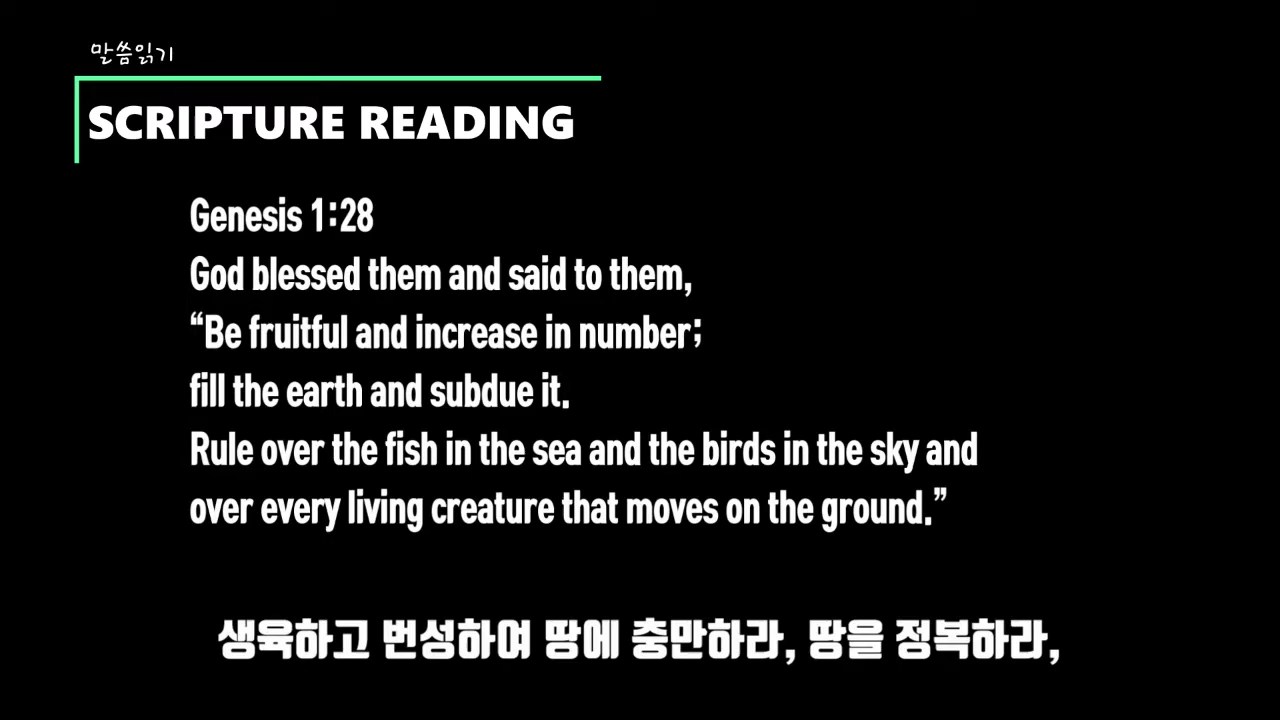 말씀읽기
SCRIPTURE READING
Genesis 1:28
God blessed them and said to them,
“Be fruitful and increase in number;
fill the earth and subdue it.
Rule over the fish in the sea and the birds in the sky and
over every living creature that moves on the ground.”
생육하고 번성하여 땅에 충만하라, 땅을 정복하라,